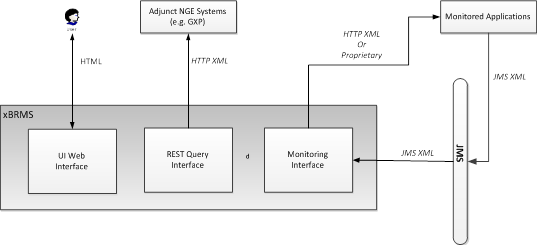 User
Adjunct NGE Systems
(e.g. GXP)
Monitored Applications
HTML
HTTP XML
HTTP XML
Or
Proprietary
JMS XML
xBRMS
UI Web
Interface
REST Query
Interface
d
Monitoring
Interface
JMS XML
JMS